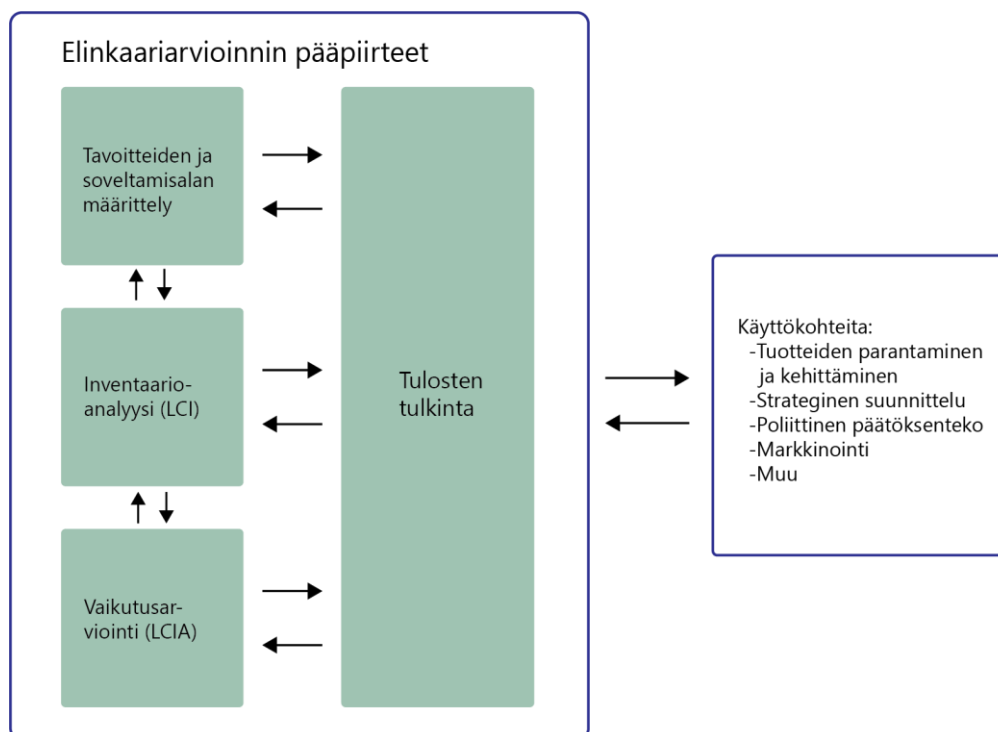 Elinkaariarvioinnin pääpiirteet
Tavoitteiden ja
soveltamisalan
määrittely
Inventaario-
analyysi (LCI)
Vaikutusar-
viointi (LCIA)
Tulosten
tulkinta
Käyttökohteita:
-Tuotteiden parantaminen
ja kehittäminen
-Strateginen suunnittelu
-Poliittinen päätöksenteko
-Markkinointi
-Muu